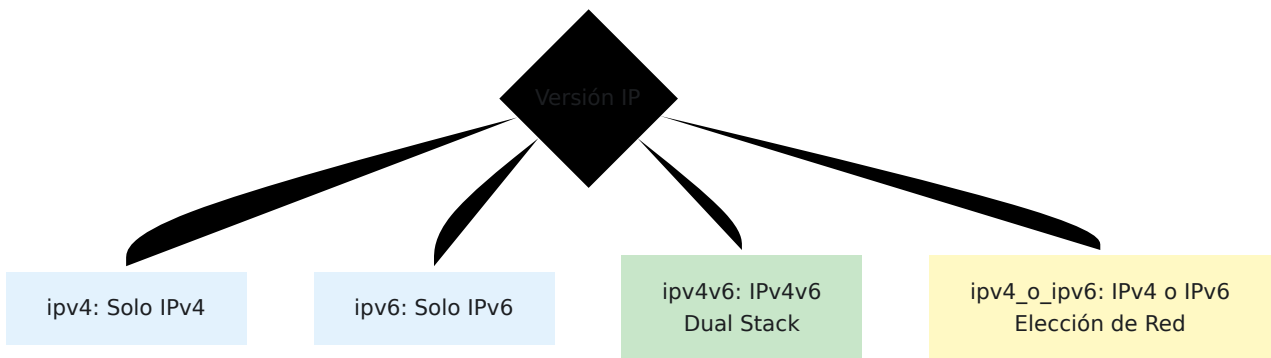 Versión IP
ipv4: Solo IPv4
ipv6: Solo IPv6
ipv4v6: IPv4v6
Dual Stack
ipv4_o_ipv6: IPv4 o IPv6
Elección de Red